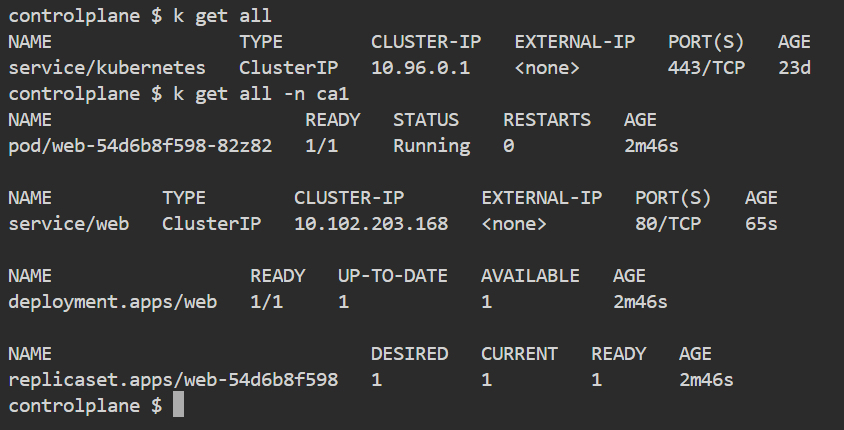 controlplane $ k get all
NAME TYPE CLUSTER-IP EXTERNAL-IP PORT(S) AGE
service/kubernetes ClusterIP 10.96.0.1 <none> 443/TCP 23d
controlplane $ k get all -n ca1
NAME READY STATUS RESTARTS AGE
pod/web-54d6b8f598-82z82 1/1 Running 0 2m46s
NAME TYPE CLUSTER-IP EXTERNAL-IP PORT(S) AGE
service/web ClusterIP 10.102.203.168 <none> 80/TCP 65s
NAME READY UP-TO-DATE AVAILABLE AGE
deployment.apps/web 1/1 1 1 2m46s
NAME DESIRED CURRENT READY AGE
replicaset.apps/web-54d6b8f598 1 1 1 2m46s
controlplane $